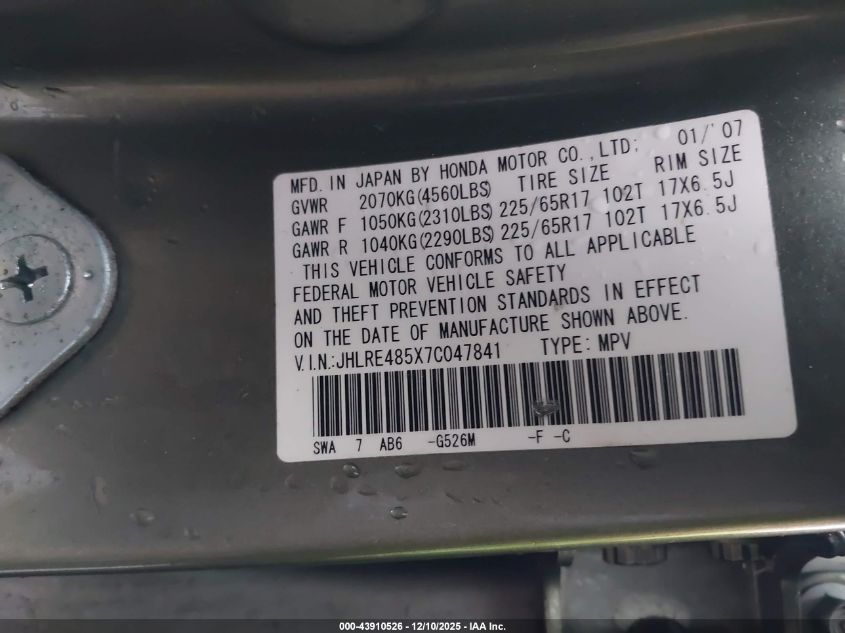 MFD. IN JAPAN BY HONDA MOTOR CO.,LTD; 01/'07
GVWR 2070KG(4560LBS) TIRE SIZE RIM SIZE
GAWR F 1050KG(2310LBS) 225/65R17 102T 17X6.5J
GAWR R 1040KG(2290LBS) 225/65R17 102T 17X6.5J
THIS VEHICLE CONFORMS TO ALL APPLICABLE
FEDERAL MOTOR VEHICLE SAFETY
AND THEFT PREVENTION STANDARDS IN EFFECT
ON THE DATE OF MANUFACTURE SHOWN ABOVE.
V.I.N.:JHLRE485X7C047841 TYPE: MPV
SWA 7 AB6 -G526M -F -C
000-43910526 - 12/10/2025 - IAA Inc.